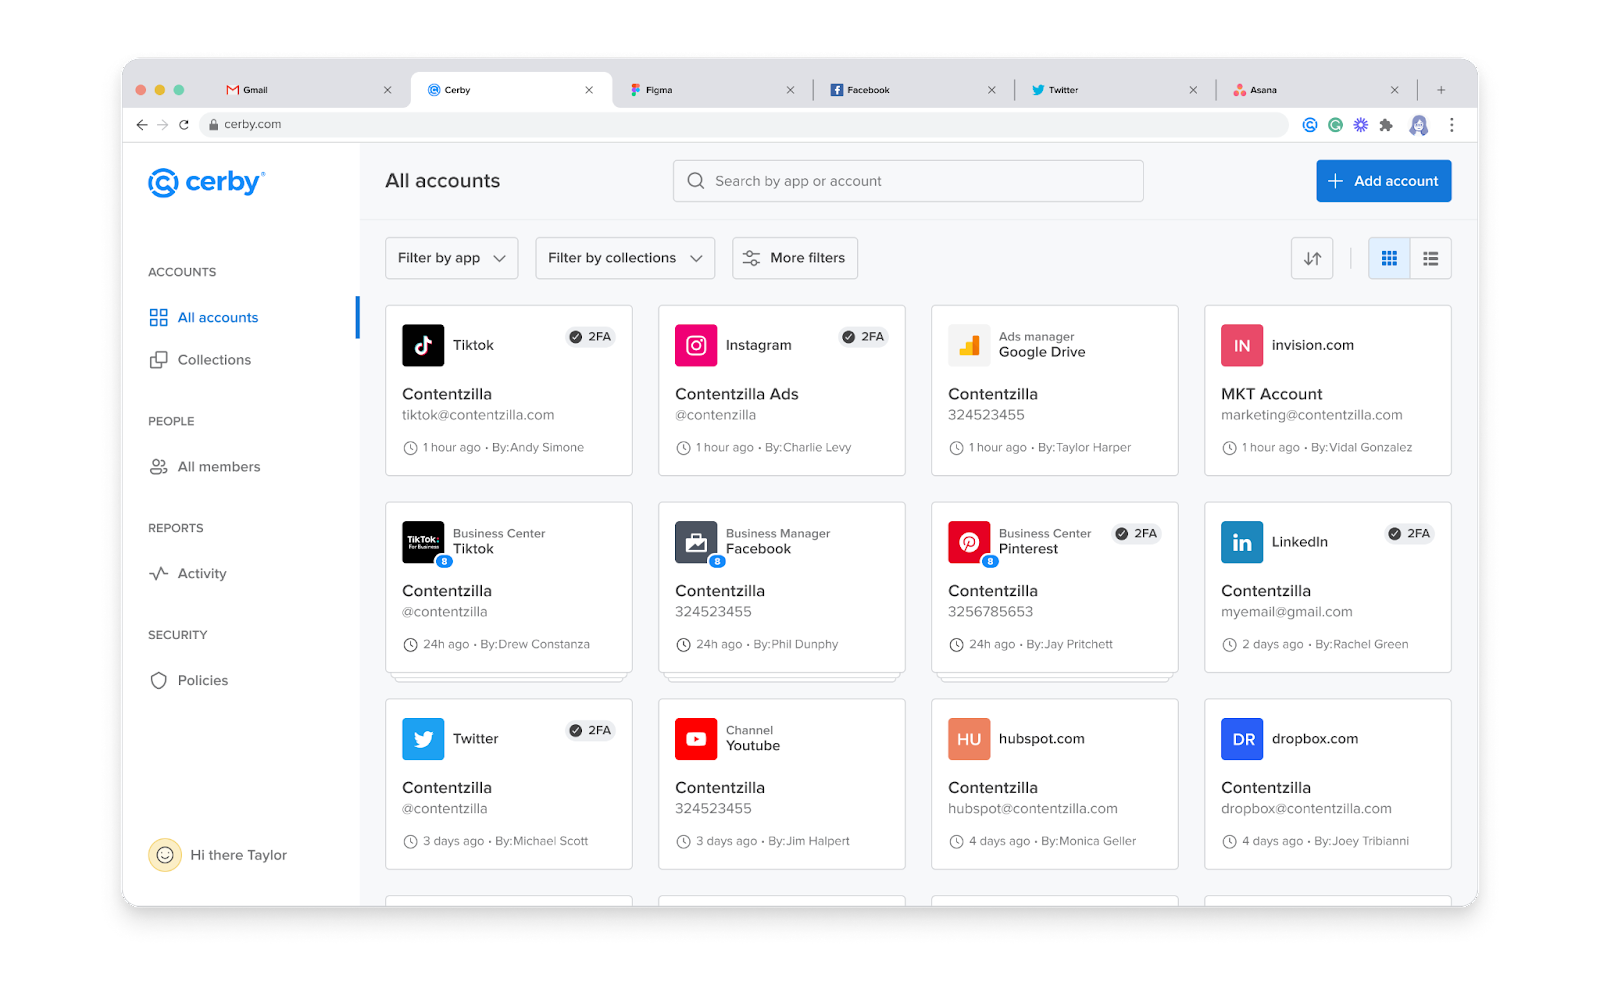 Gmail
Cerby
Figma
Facebook
Twitter
Asana
cerby.com
cerby®
All accounts
Search by app or account
+ Add account
Filter by app
Filter by collections
More filters
ACCOUNTS
All accounts
Collections
PEOPLE
All members
REPORTS
Activity
SECURITY
Policies
Hi there Taylor
Tiktok
2FA
Contentzilla
tiktok@contentzilla.com
1 hour ago • By:Andy Simone
Instagram
2FA
Contentzilla Ads
@contenzilla
1 hour ago • By:Charlie Levy
Ads manager
Google Drive
Contentzilla
324523455
1 hour ago • By:Taylor Harper
IN
invision.com
MKT Account
marketing@contentzilla.com
1 hour ago • By:Vidal Gonzalez
TikTok:
For Business
8
Business Center
Tiktok
Contentzilla
@contentzilla
24h ago • By:Drew Constanza
8
Business Manager
Facebook
Contentzilla
324523455
24h ago • By:Phil Dunphy
8
Business Center
Pinterest
2FA
Contentzilla
3256785653
24h ago • By:Jay Pritchett
in
LinkedIn
2FA
Contentzilla
myemail@gmail.com
2 days ago • By:Rachel Green
Twitter
2FA
Contentzilla
@contentzilla
3 days ago • By:Michael Scott
Channel
Youtube
Contentzilla
324523455
3 days ago • By:Jim Halpert
HU
hubspot.com
Contentzilla
hubspot@contentzilla.com
4 days ago • By:Monica Geller
DR
dropbox.com
Contentzilla
dropbox@contentzilla.com
4 days ago • By:Joey Tribianni